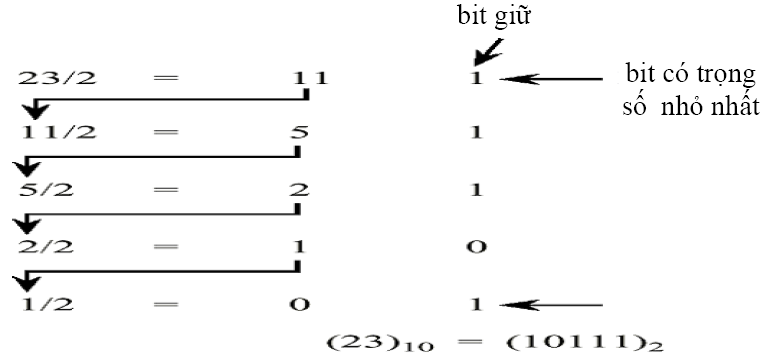 bit giữ
23/2 = 11 1
bit có trọng
số nhỏ nhất
11/2 = 5 1
5/2 = 2 1
2/2 = 1 0
1/2 = 0 1
(23)₁₀ = (10111)₂